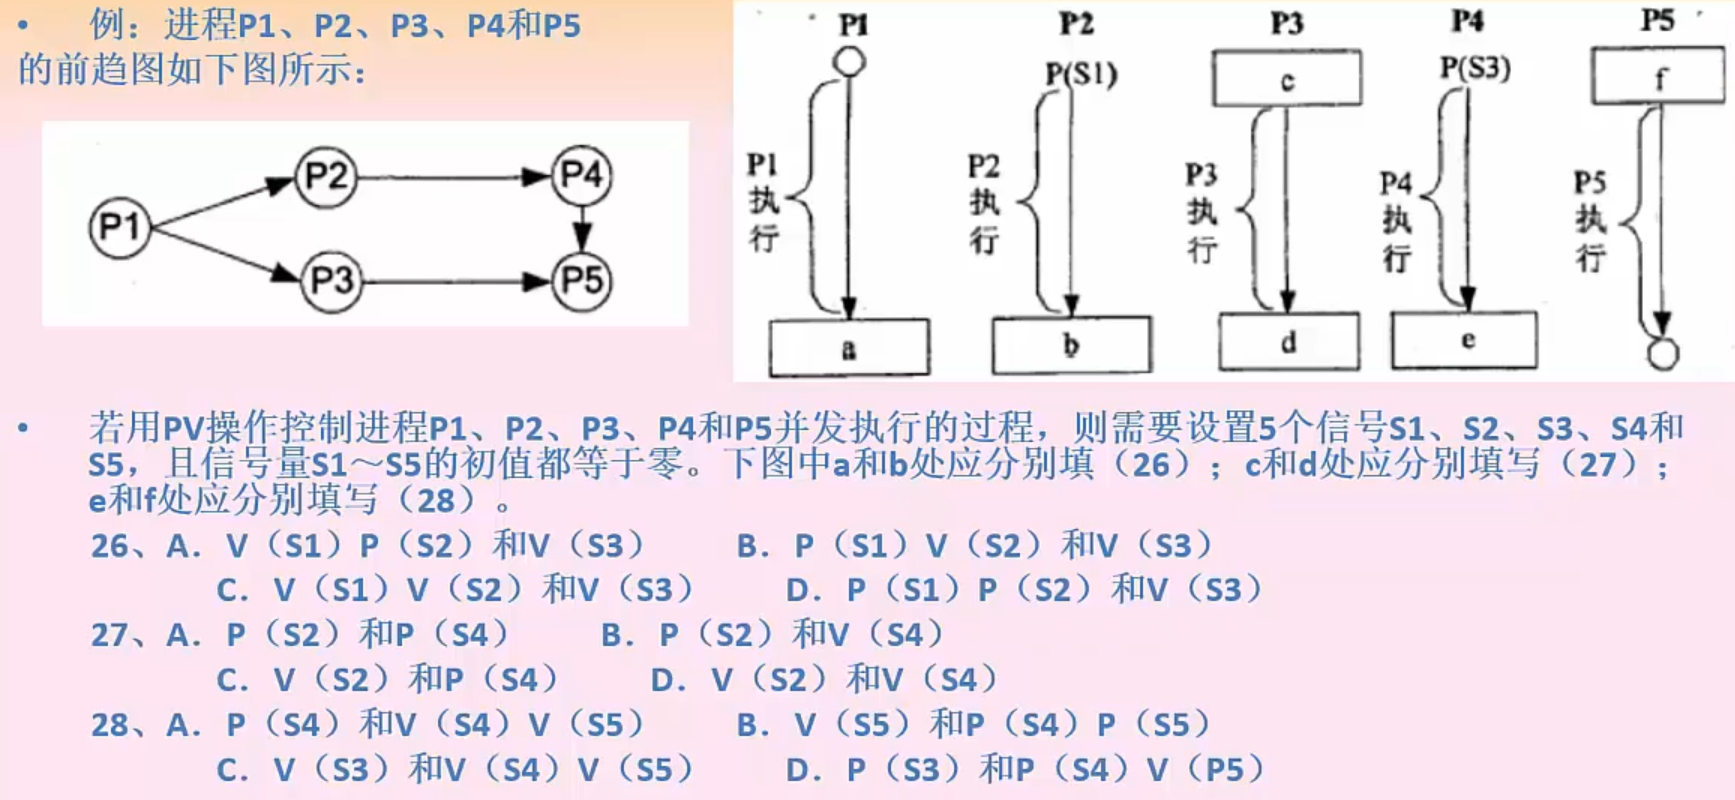 • 例：进程P1、P2、P3、P4和P5
的前趋图如下图所示：
P1
P2
P4
P3
P5
P1
P2
P3
P4
P5
P(S1)
c
P(S3)
f
P1执行
P2执行
P3执行
P4执行
P5执行
a
b
d
e
• 若用PV操作控制进程P1、P2、P3、P4和P5并发执行的过程，则需要设置5个信号S1、S2、S3、S4和
S5，且信号量S1～S5的初值都等于零。下图中a和b处应分别填（26）；c和d处应分别填写（27）；
e和f处应分别填写（28）。
26、A．V（S1）P（S2）和V（S3） B．P（S1）V（S2）和V（S3）
C．V（S1）V（S2）和V（S3） D．P（S1）P（S2）和V（S3）
27、A．P（S2）和P（S4） B．P（S2）和V（S4）
C．V（S2）和P（S4） D．V（S2）和V（S4）
28、A．P（S4）和V（S4）V（S5） B．V（S5）和P（S4）P（S5）
C．V（S3）和V（S4）V（S5） D．P（S3）和P（S4）V（P5）